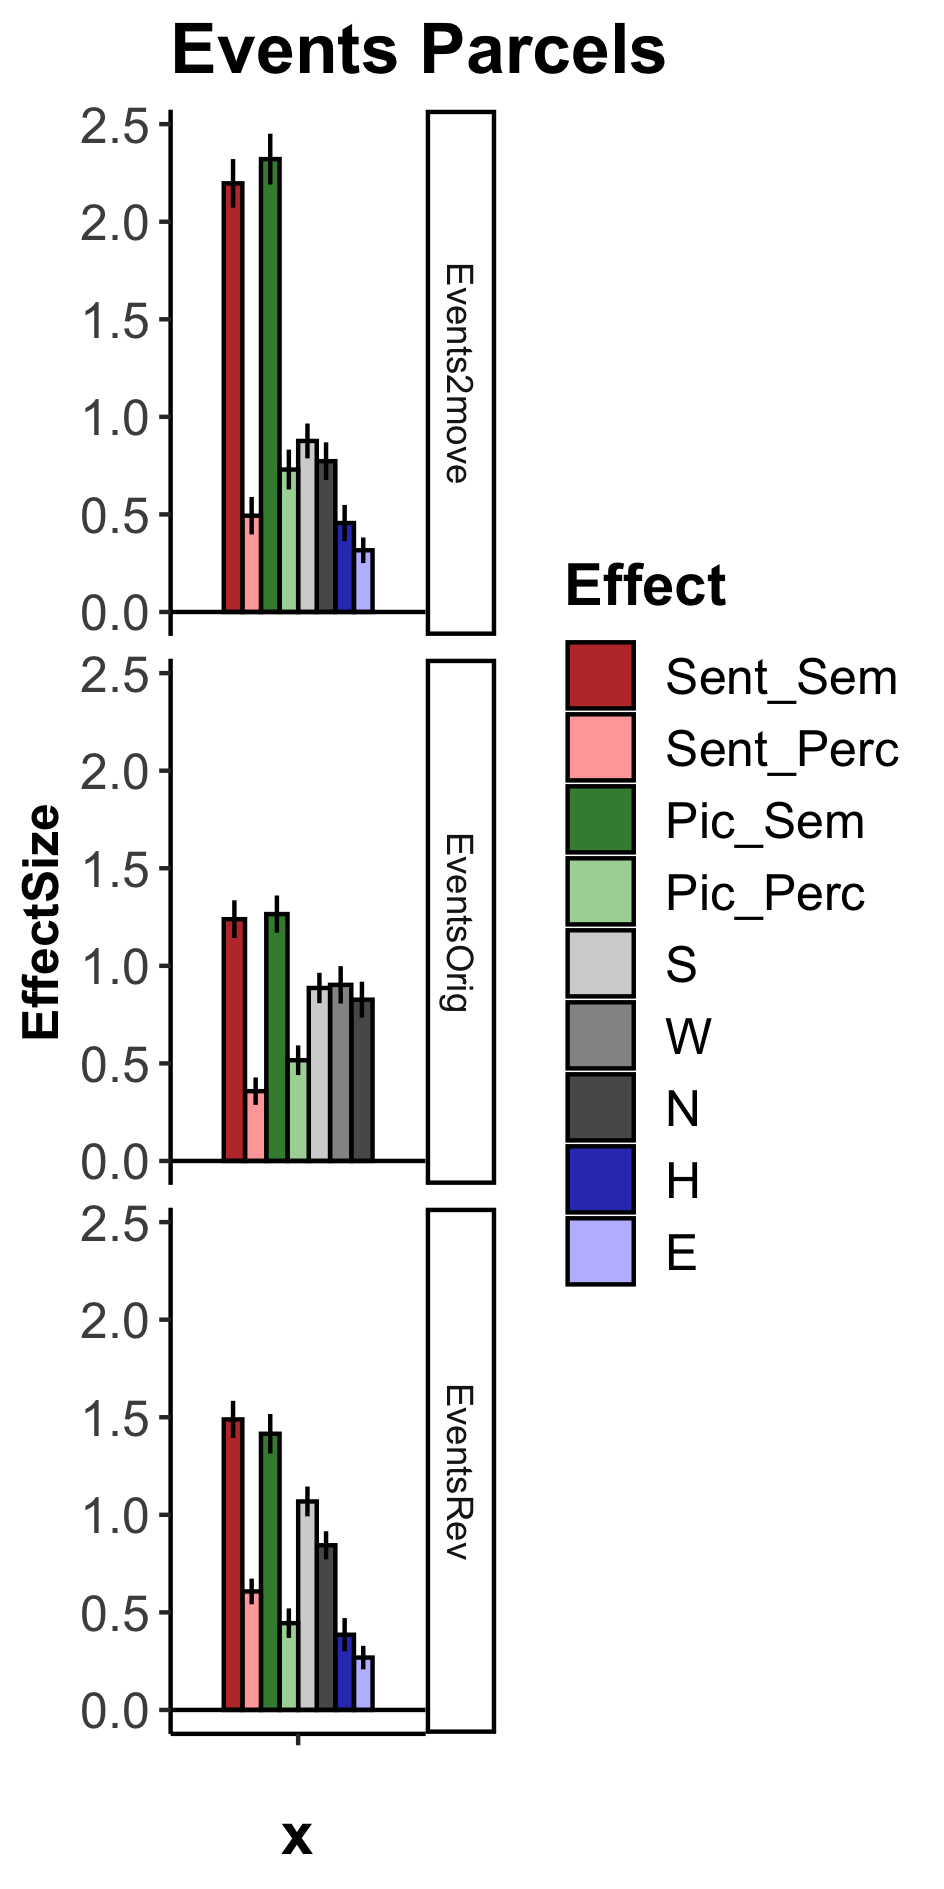 Events Parcels
2.5
2.0
1.5
1.0
0.5
0.0
Events2move
2.5
2.0
1.5
1.0
0.5
0.0
EventsOrig
2.5
2.0
1.5
1.0
0.5
0.0
EventsRev
EffectSize
x
Effect
Sent_Sem
Sent_Perc
Pic_Sem
Pic_Perc
S
W
N
H
E